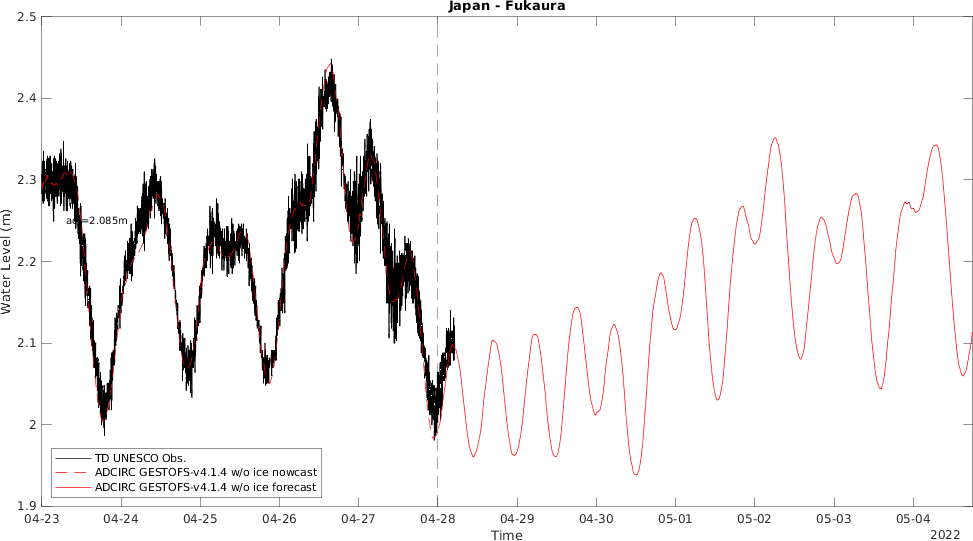 Japan - Fukaura
2.5
2.4
2.3
2.2
2.1
2
1.9
Water Level (m)
=2.085m
TD UNESCO Obs.
ADCIRC GESTOFS-v4.1.4 w/o ice nowcast
ADCIRC GESTOFS-v4.1.4 w/o ice forecast
04-23 04-24 04-25 04-26 04-27 04-28 04-29 04-30 05-01 05-02 05-03 05-04
Time
2022